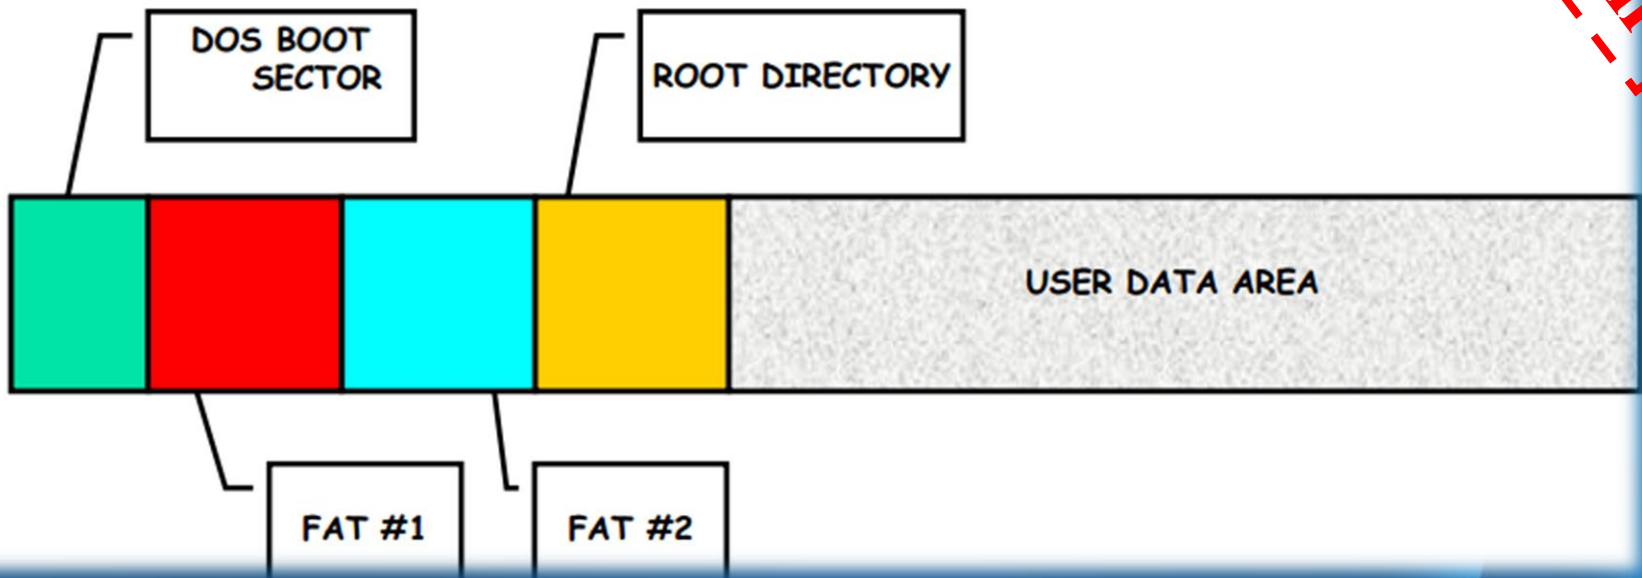 DOS BOOT
SECTOR
ROOT DIRECTORY
USER DATA AREA
FAT #1
FAT #2